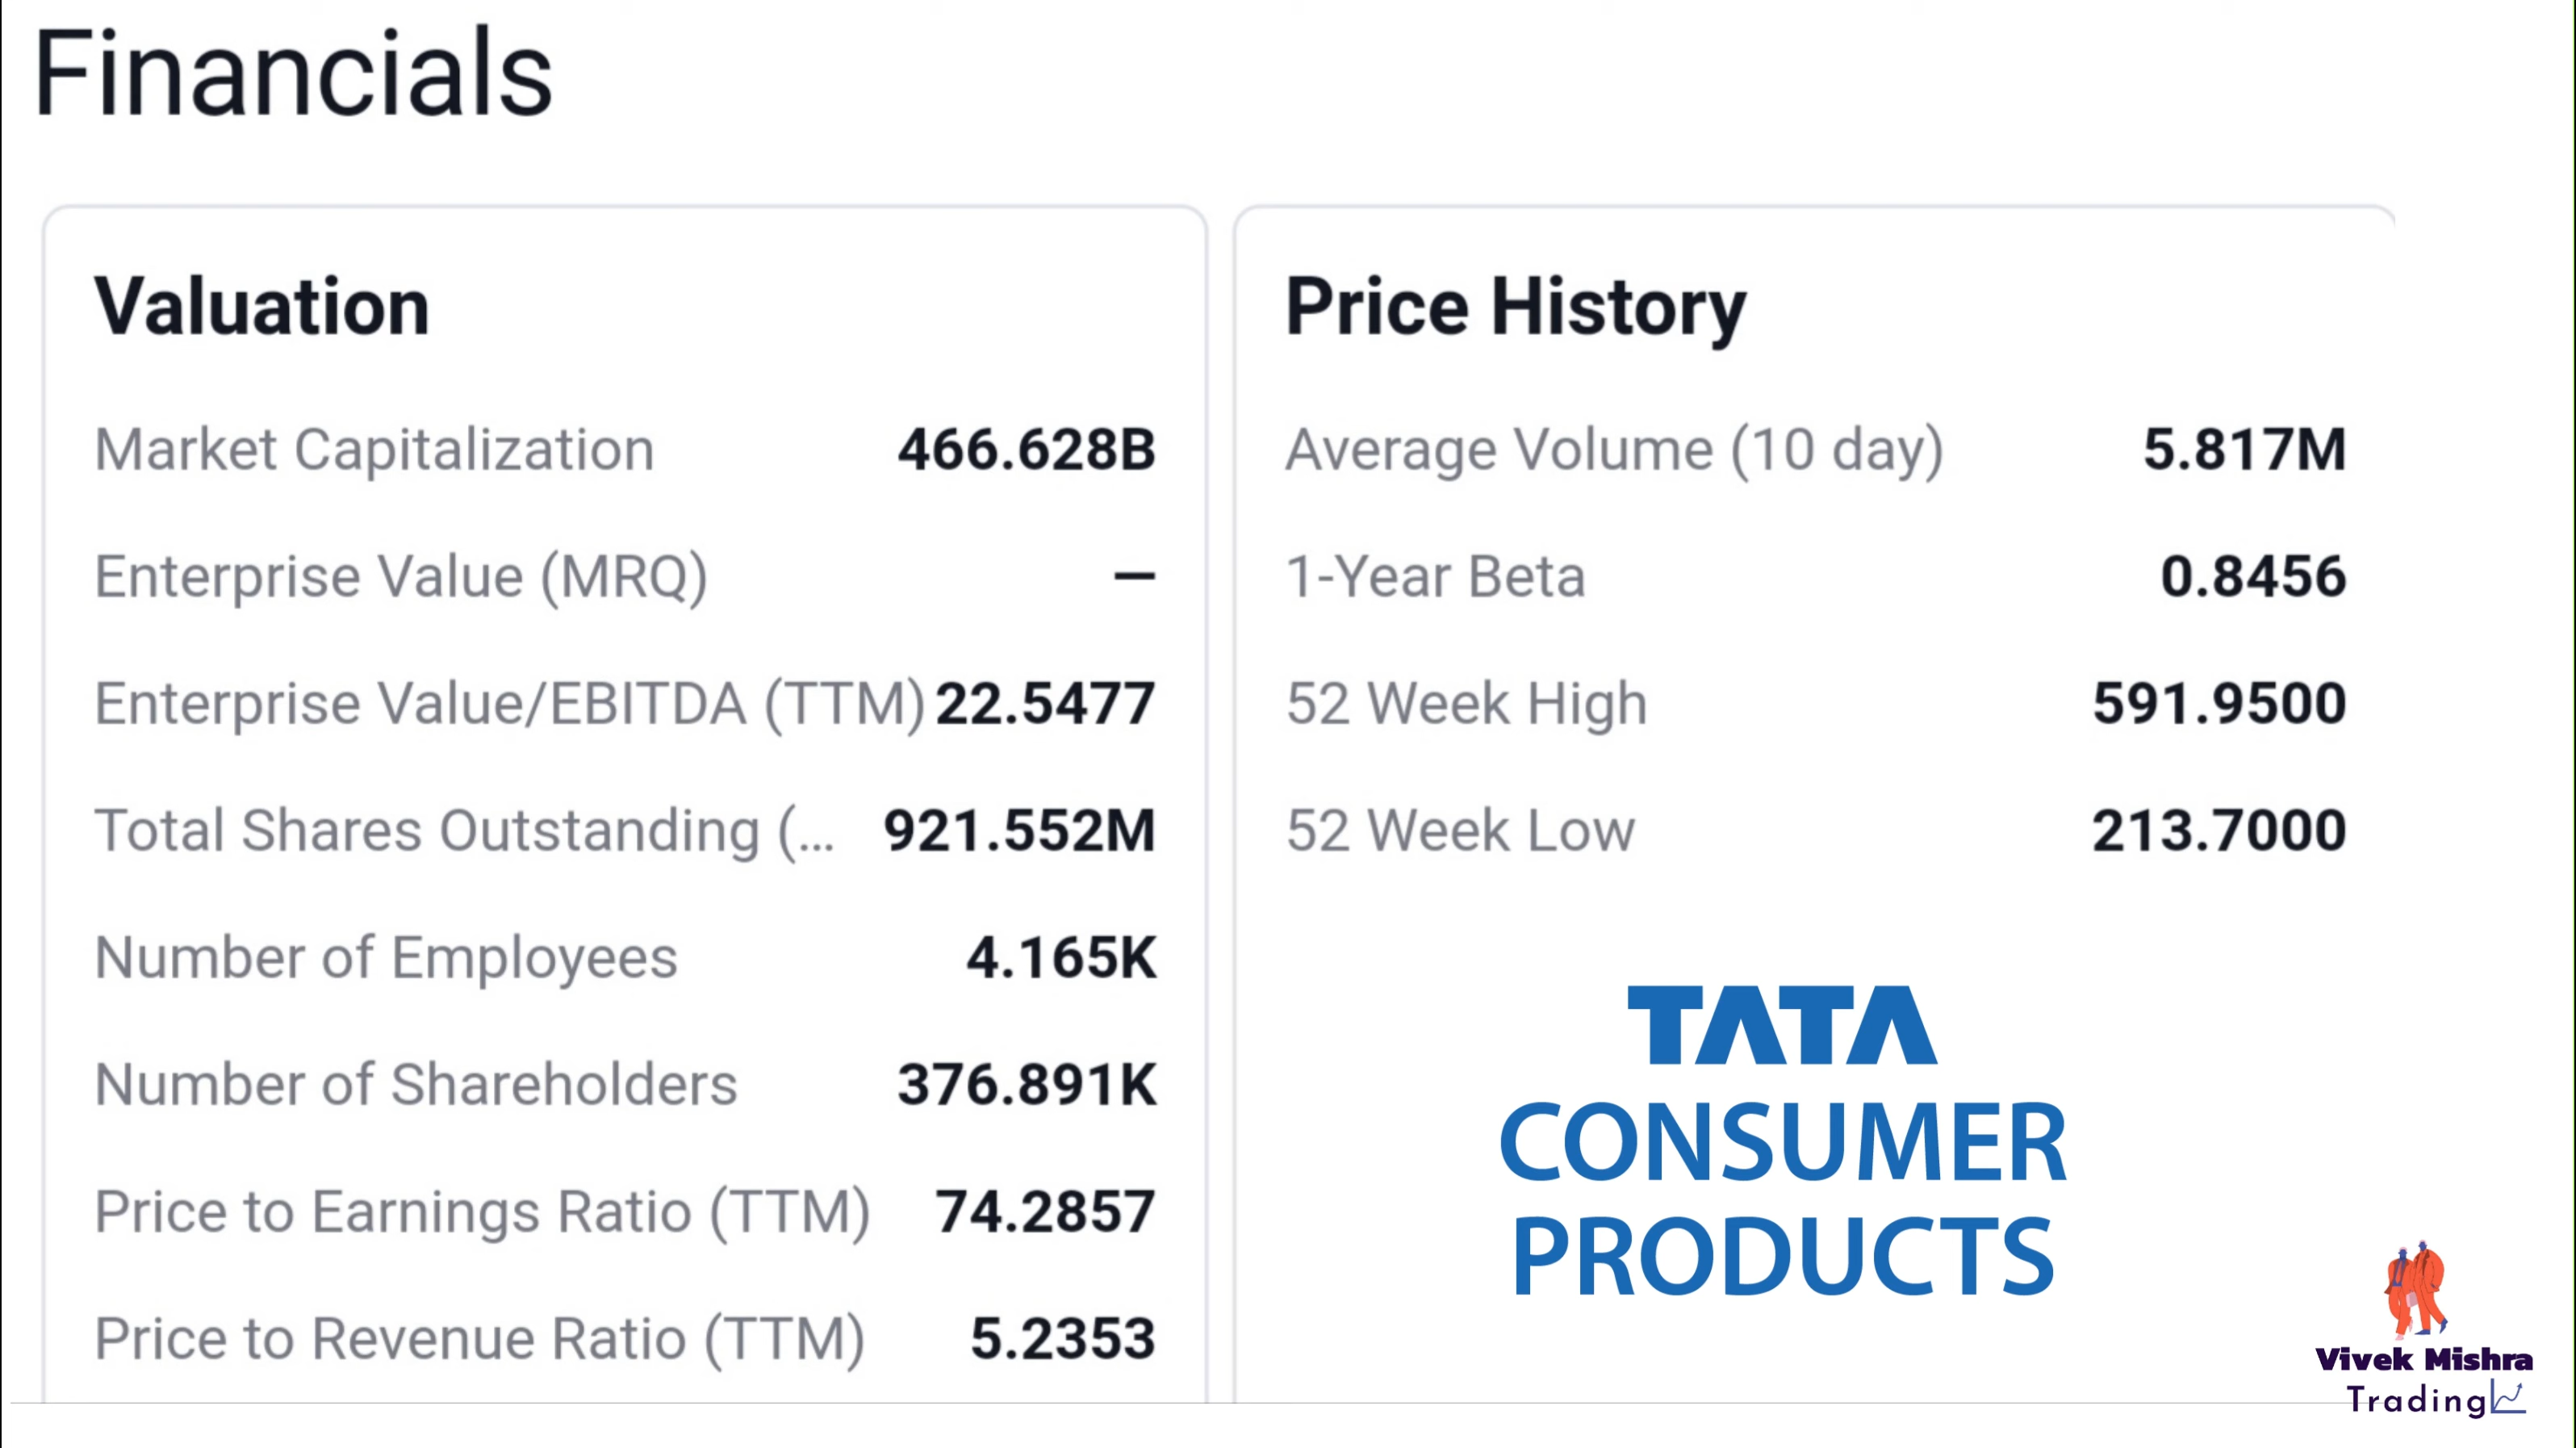 Financials
Valuation
Market Capitalization 466.628B
Enterprise Value (MRQ) —
Enterprise Value/EBITDA (TTM) 22.5477
Total Shares Outstanding (... 921.552M
Number of Employees 4.165K
Number of Shareholders 376.891K
Price to Earnings Ratio (TTM) 74.2857
Price to Revenue Ratio (TTM) 5.2353
Price History
Average Volume (10 day) 5.817M
1-Year Beta 0.8456
52 Week High 591.9500
52 Week Low 213.7000
TATA
CONSUMER
PRODUCTS
Vivek Mishra
Trading